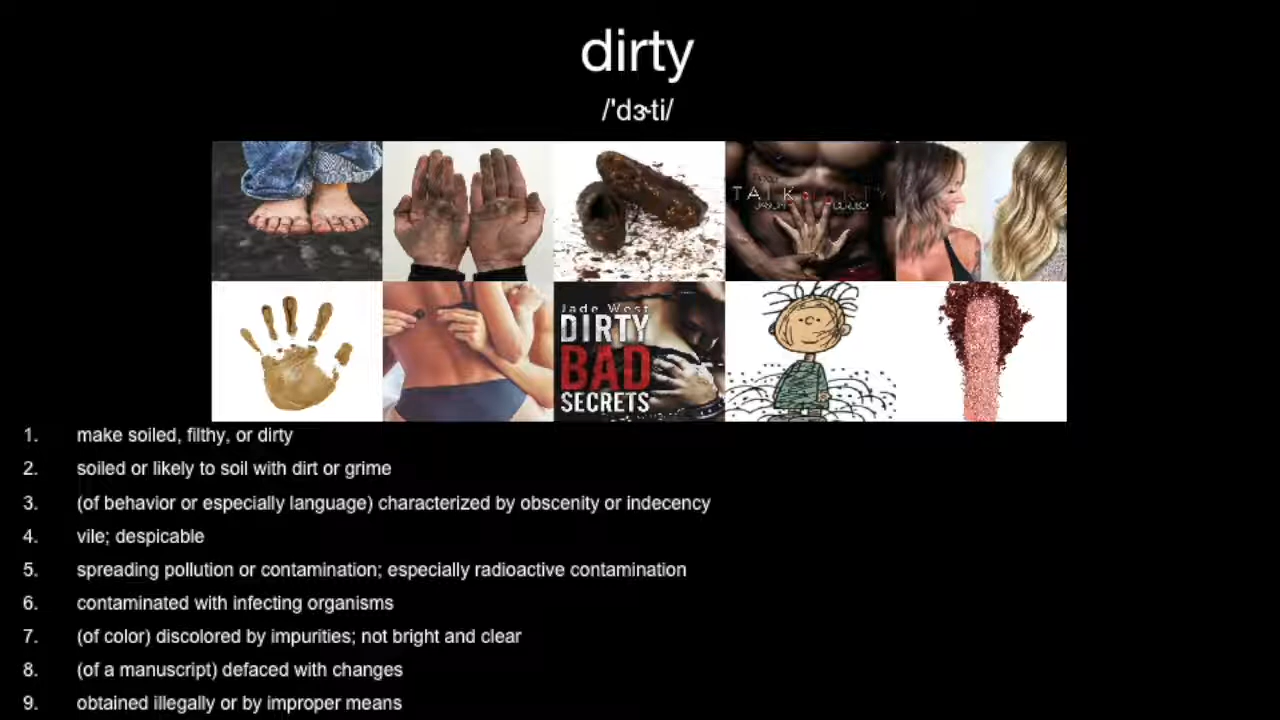 dirty
/'dɝti/
TALK DIRTY
Jade West
DIRTY
BAD
SECRETS
1. make soiled, filthy, or dirty
2. soiled or likely to soil with dirt or grime
3. (of behavior or especially language) characterized by obscenity or indecency
4. vile; despicable
5. spreading pollution or contamination; especially radioactive contamination
6. contaminated with infecting organisms
7. (of color) discolored by impurities; not bright and clear
8. (of a manuscript) defaced with changes
9. obtained illegally or by improper means